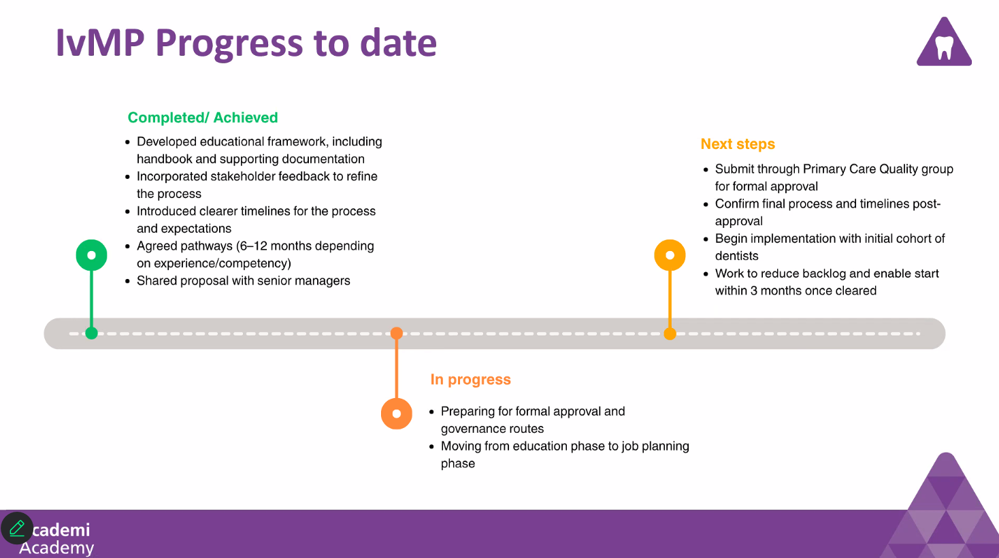 IvMP Progress to date
Completed/ Achieved
• Developed educational framework, including
handbook and supporting documentation
• Incorporated stakeholder feedback to refine
the process
• Introduced clearer timelines for the process
and expectations
• Agreed pathways (6–12 months depending
on experience/competency)
• Shared proposal with senior managers
In progress
• Preparing for formal approval and
governance routes
• Moving from education phase to job planning
phase
Next steps
• Submit through Primary Care Quality group
for formal approval
• Confirm final process and timelines post-
approval
• Begin implementation with initial cohort of
dentists
• Work to reduce backlog and enable start
within 3 months once cleared
cademi
Academy